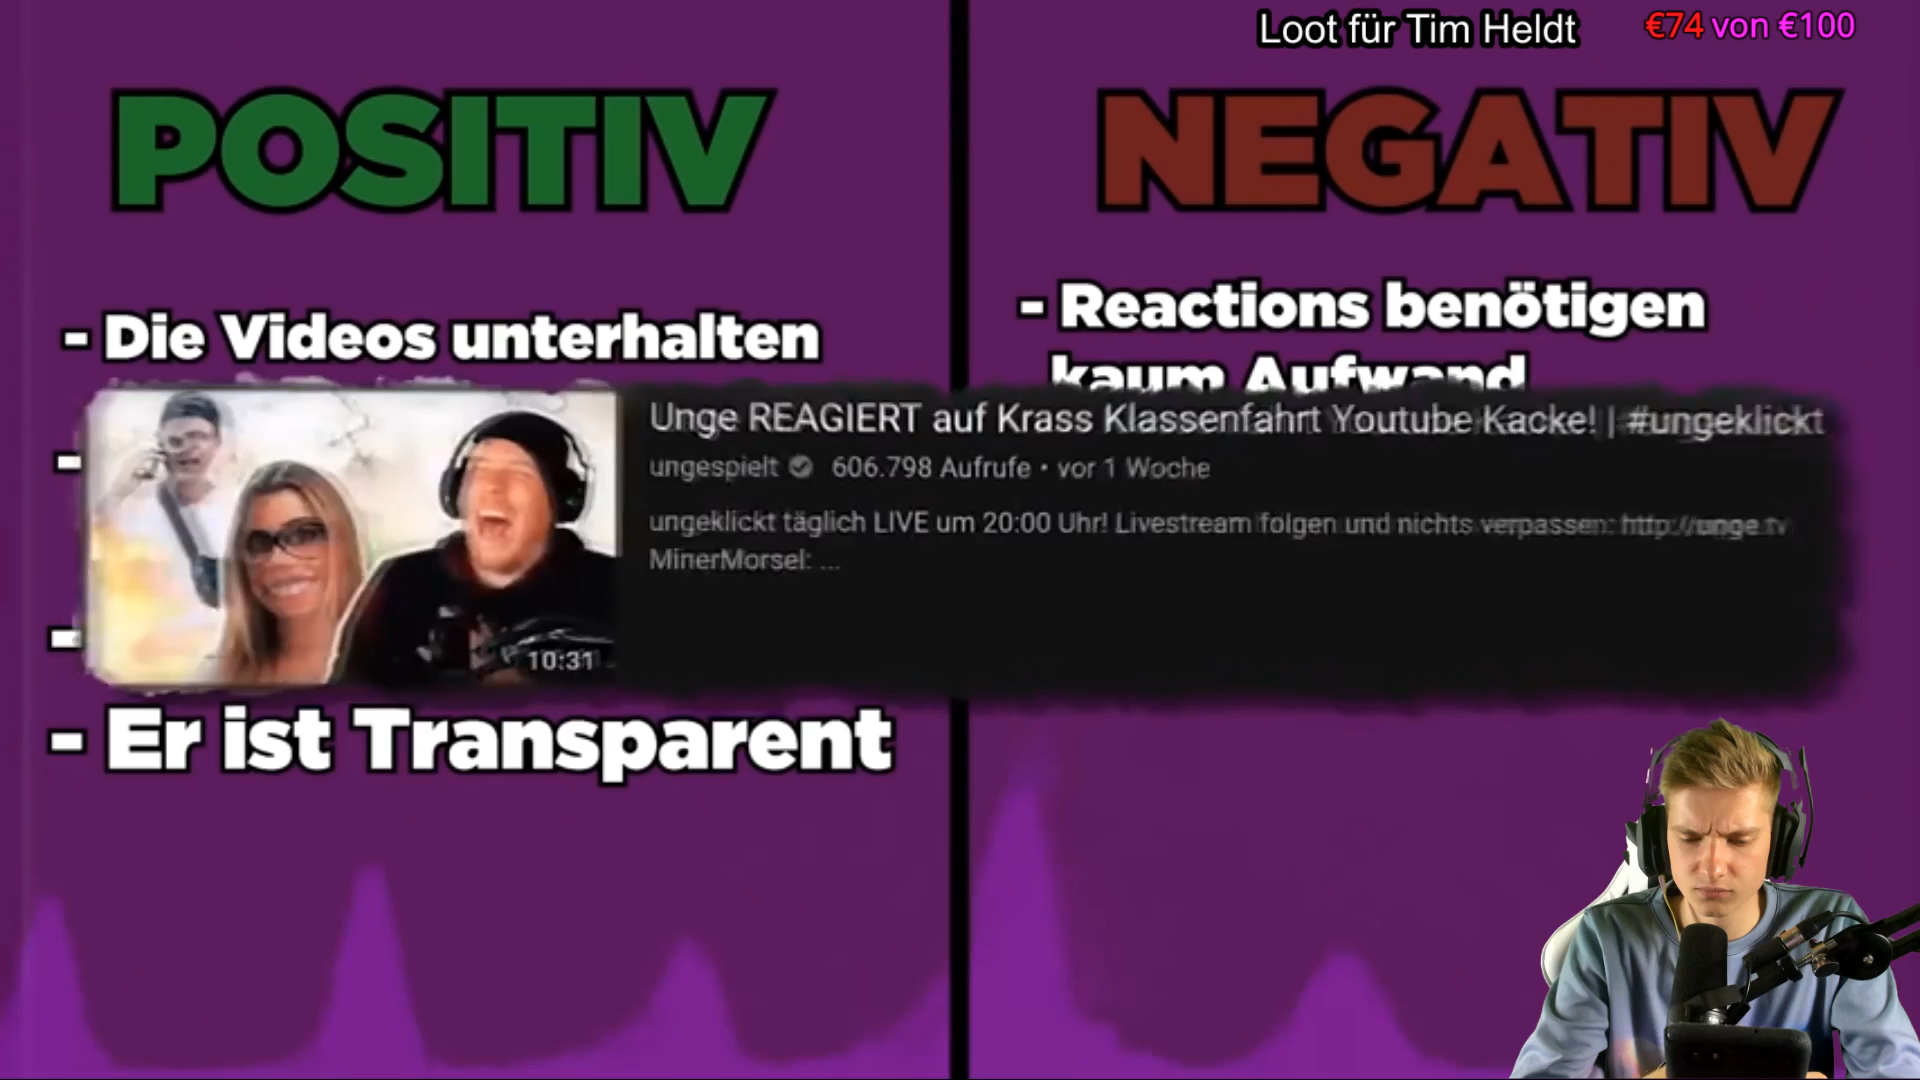 Loot für Tim Heldt
€74 von €100
POSITIV
NEGATIV
- Die Videos unterhalten
-
-
- Er ist Transparent
- Reactions benötigen
kaum Aufwand
Unge REAGIERT auf Krass Klassenfahrt Youtube Kacke! | #ungeklickt
ungespielt 606.798 Aufrufe • vor 1 Woche
ungeklickt täglich LIVE um 20:00 Uhr! Livestream folgen und nichts verpassen: http://unge.tv
MinerMorsel: ...
10:31